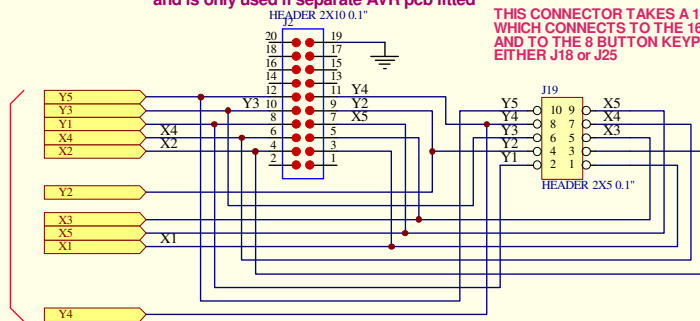 and is only used if separate AVR pcb fitted
HEADER 2X10 0.1"
J2
THIS CONNECTOR TAKES A 1
WHICH CONNECTS TO THE 16
AND TO THE 8 BUTTON KEYP
EITHER J18 or J25
20 19
18 17
16 15
14 13
12 11 Y4
Y3 10 9 Y2
8 7 X5
X4 6 5
X2 4 3
2 1
Y5
Y3
Y1
X4
X2
Y2
X3
X5
X1 X1
Y4
J19
Y5 10 9 X5
Y4 8 7 X4
Y3 6 5 X3
Y2 4 3
Y1 2 1
HEADER 2X5 0.1"